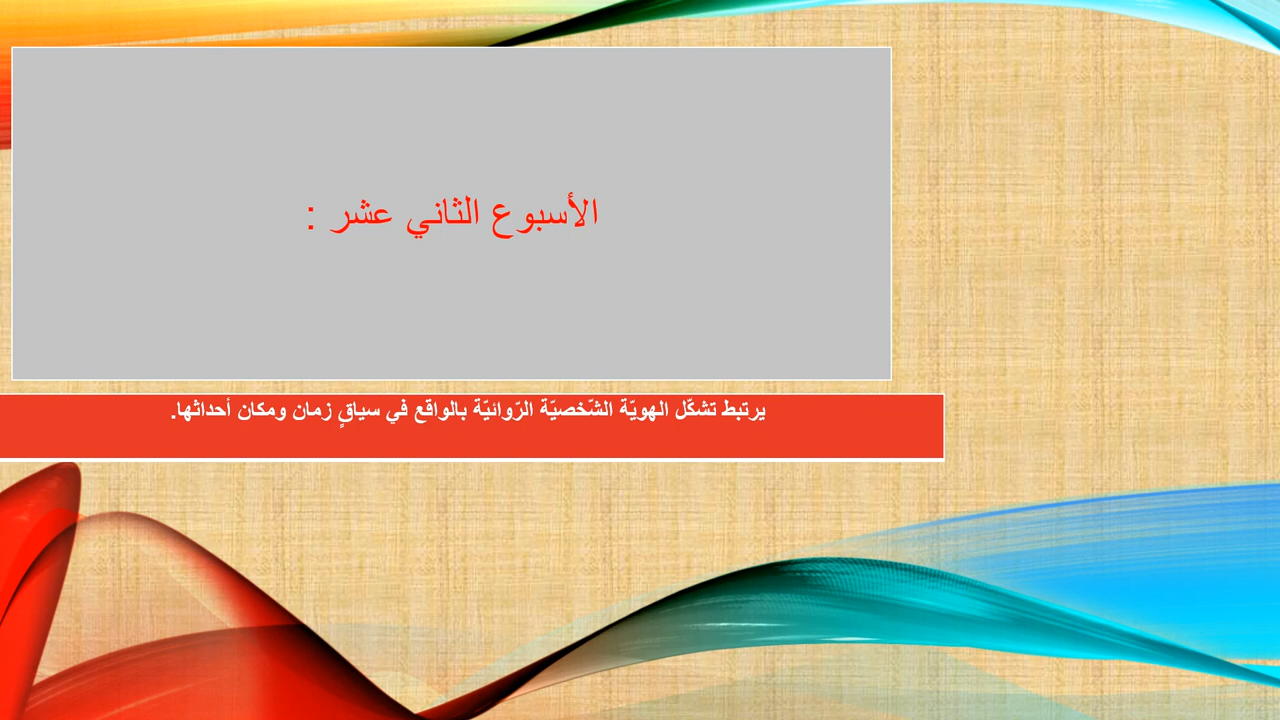 الأسبوع الثاني عشر :
يرتبط تشكّل الهويّة الشّخصيّة الرّوائيّة بالواقع في سياقٍ زمان ومكان أحداثها.